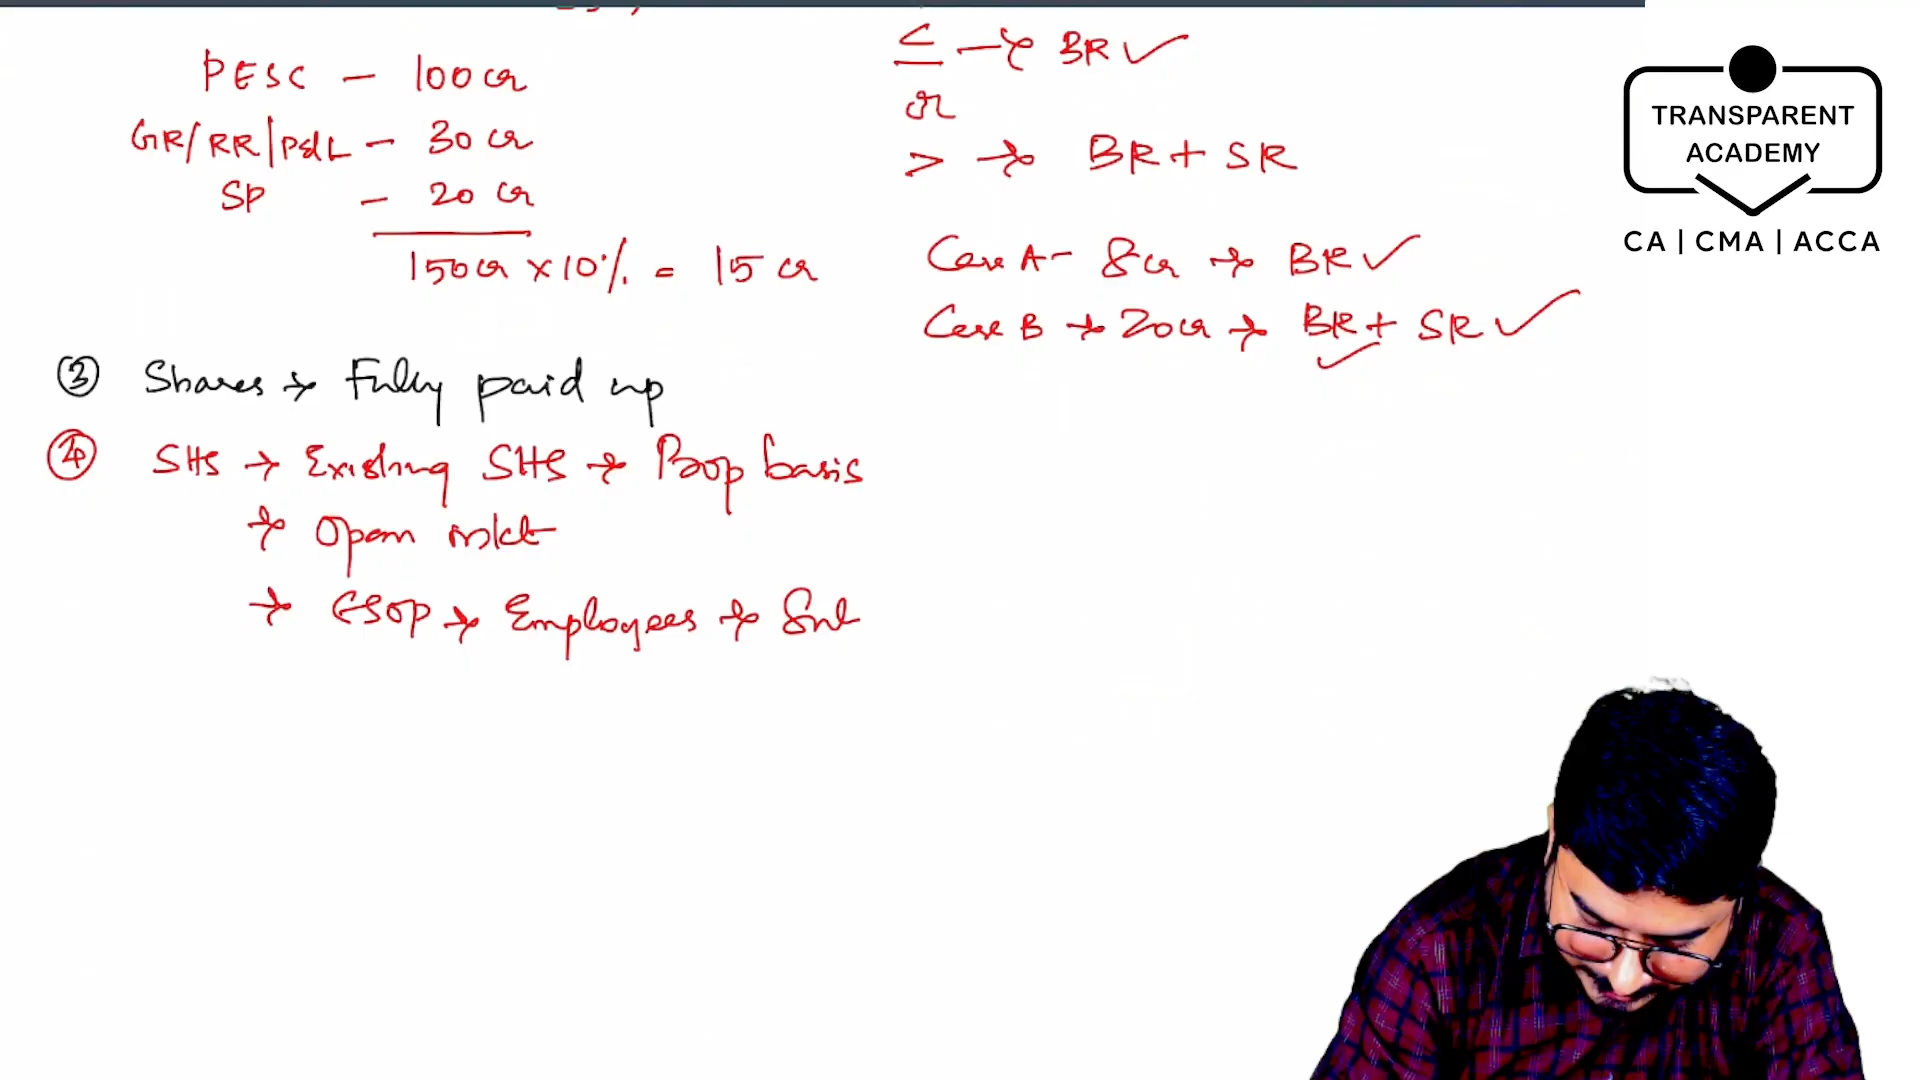 PESC – 100 cr
GR/RR/P&L – 30 cr
SP – 20 cr
150 cr × 10% = 15 cr
≤ → BR ✓
or
> → BR + SR
Case A – 8 cr → BR ✓
Case B → 20 cr → BR + SR ✓
③ Shares → Fully paid up
④ SHS → Existing SHS → Prop basis
→ Open mkt
→ ESOP → Employees →
TRANSPARENT
ACADEMY
CA | CMA | ACCA